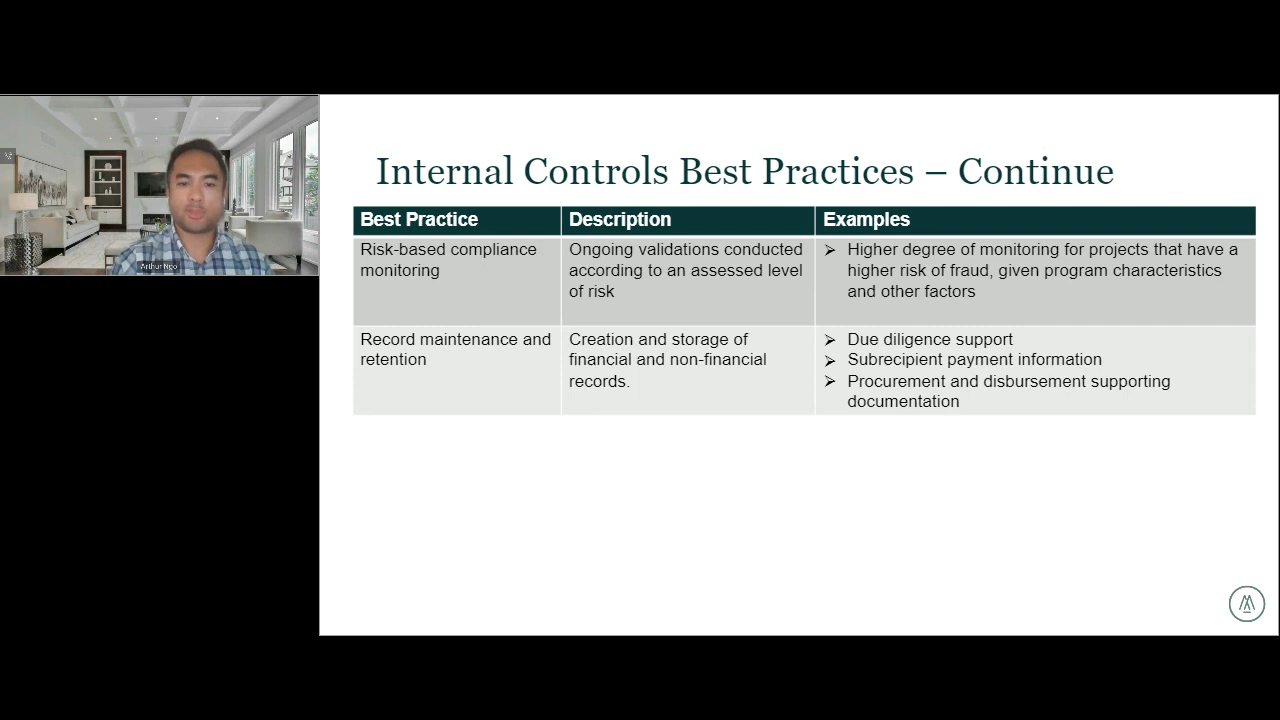 Arthur Ngo
Internal Controls Best Practices – Continue
Best Practice
Description
Examples
Risk-based compliance
monitoring
Ongoing validations conducted
according to an assessed level
of risk
➢ Higher degree of monitoring for projects that have a
higher risk of fraud, given program characteristics
and other factors
Record maintenance and
retention
Creation and storage of
financial and non-financial
records.
➢ Due diligence support
➢ Subrecipient payment information
➢ Procurement and disbursement supporting
documentation